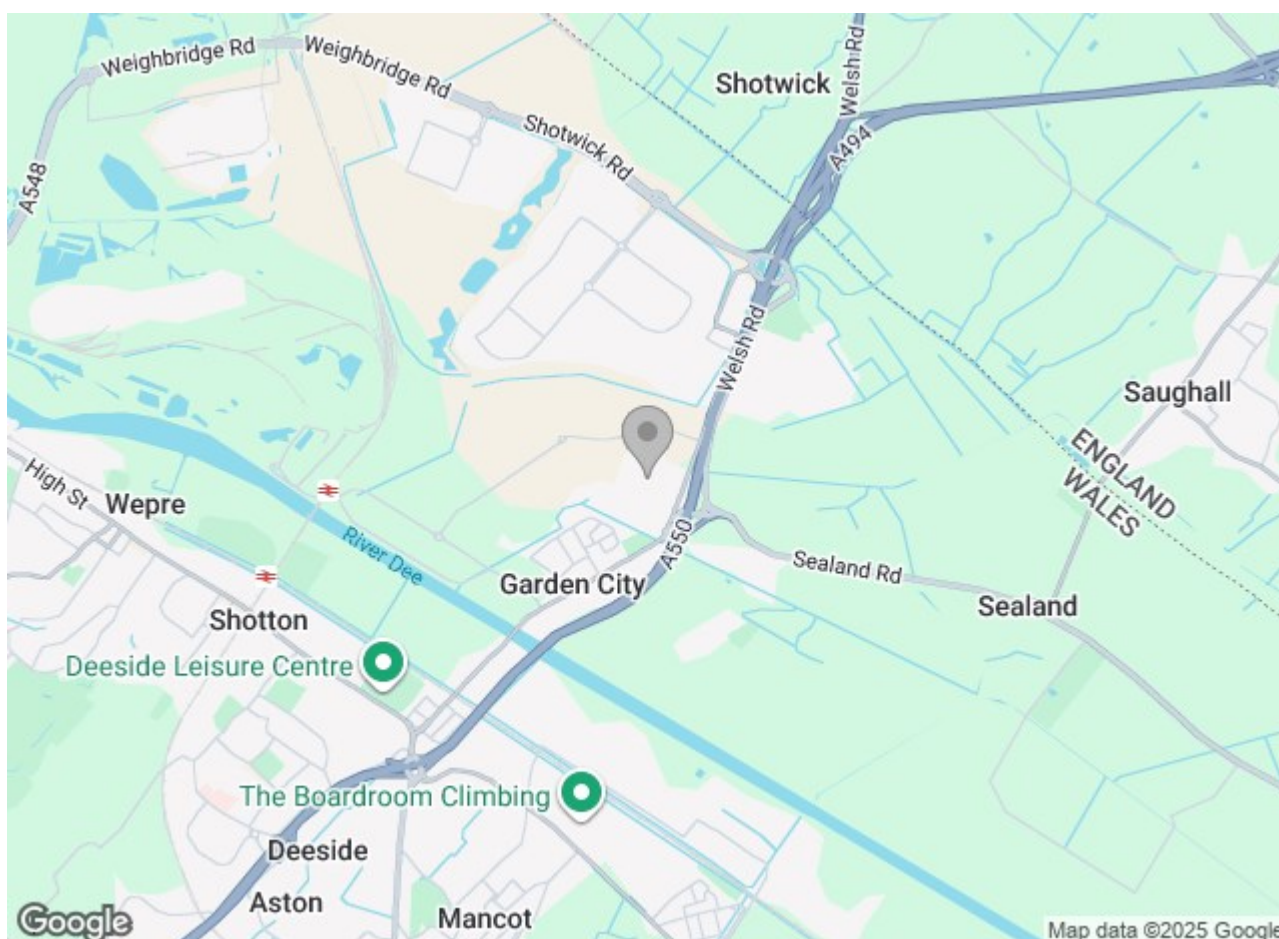 Weighbridge Rd
Weighbridge Rd
Shotwick Rd
Shotwick
Welsh Rd
A494
A548
Welsh Rd
Saughall
ENGLAND
WALES
High St
Wepre
River Dee
A550
Sealand Rd
Garden City
Sealand
Shotton
Deeside Leisure Centre
The Boardroom Climbing
Deeside
Aston
Mancot
Google
Map data ©2025 Google